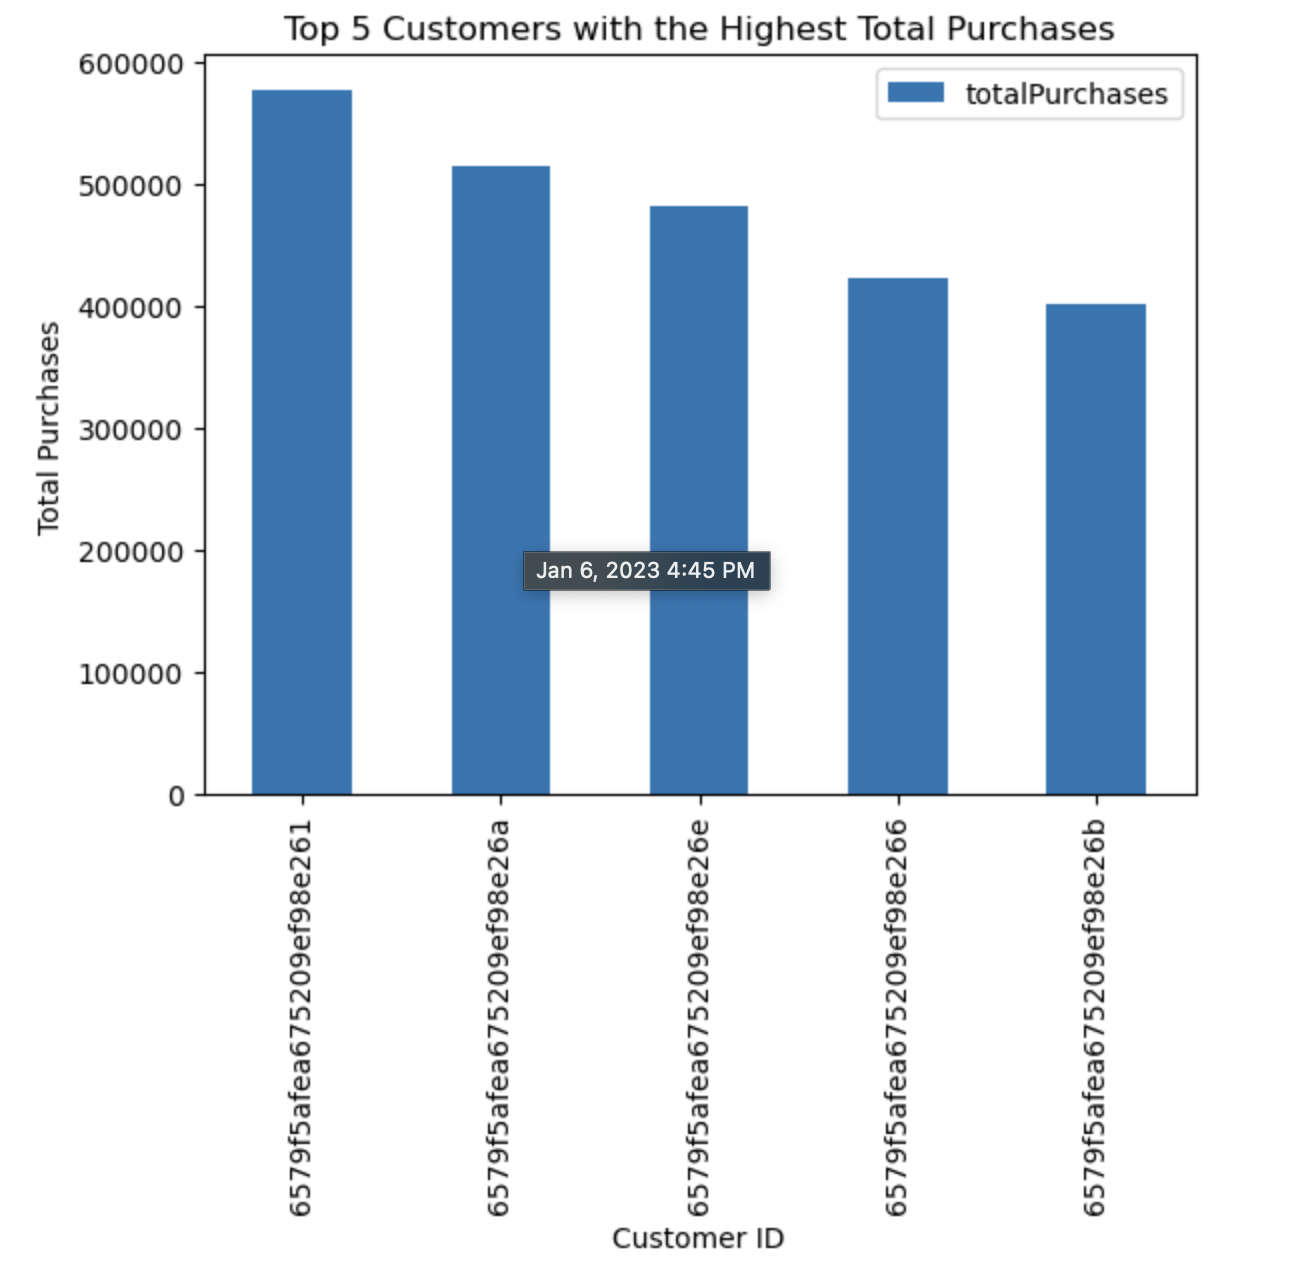 Top 5 Customers with the Highest Total Purchases
totalPurchases
600000
500000
400000
300000
200000
100000
0
Total Purchases
Jan 6, 2023 4:45 PM
6579f5afea675209ef98e261
6579f5afea675209ef98e26a
6579f5afea675209ef98e26e
6579f5afea675209ef98e266
6579f5afea675209ef98e26b
Customer ID